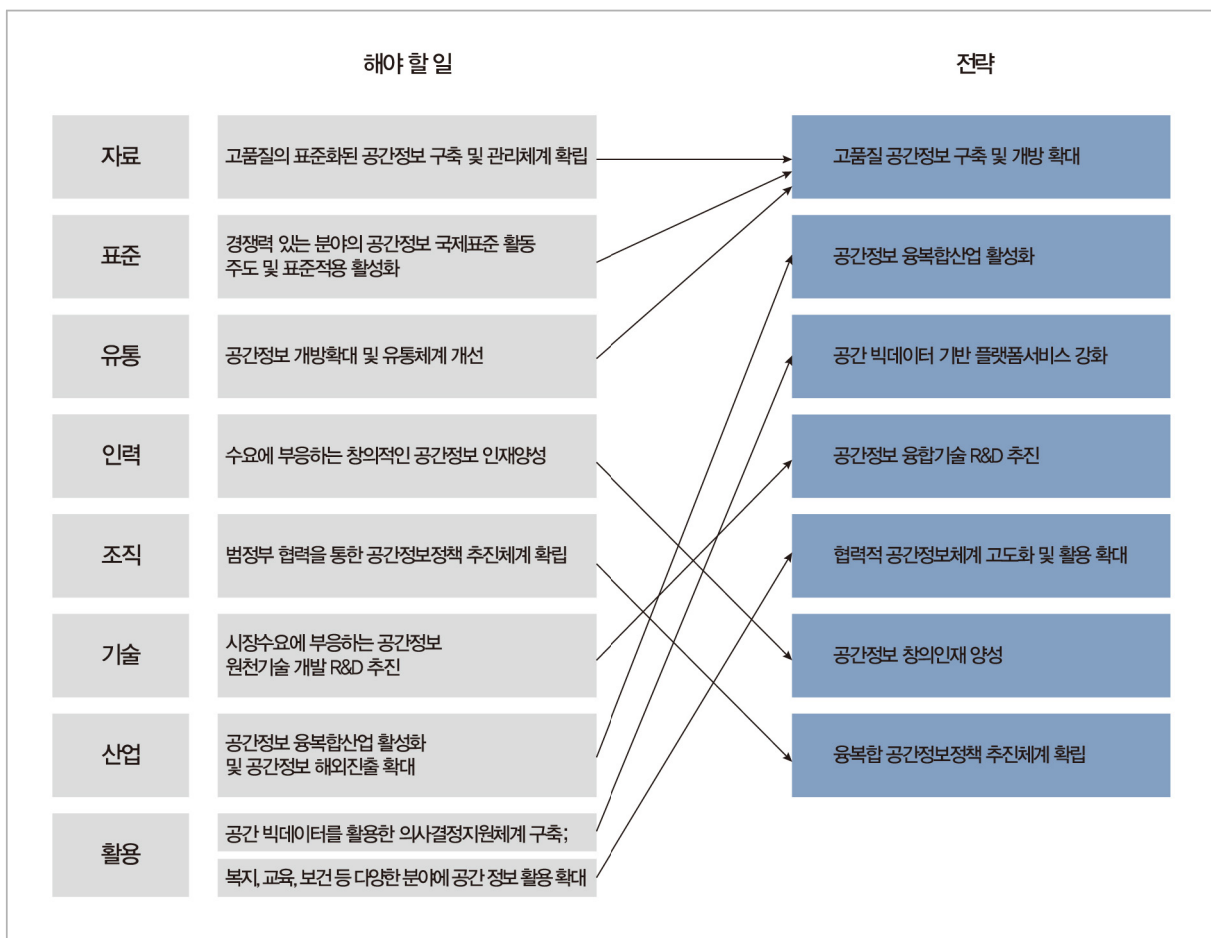 해야 할 일
전략
자료
고품질의 표준화된 공간정보 구축 및 관리체계 확립
고품질 공간정보 구축 및 개방 확대
표준
경쟁력 있는 분야의 공간정보 국제표준 활동
주도 및 표준적용 활성화
공간정보 융복합산업 활성화
유통
공간정보 개방확대 및 유통체계 개선
공간 빅데이터 기반 플랫폼서비스 강화
인력
수요에 부응하는 창의적인 공간정보 인재양성
공간정보 융합기술 R&D 추진
조직
범정부 협력을 통한 공간정보정책 추진체계 확립
협력적 공간정보체계 고도화 및 활용 확대
기술
시장수요에 부응하는 공간정보
원천기술 개발 R&D 추진
공간정보 창의인재 양성
산업
공간정보 융복합산업 활성화
및 공간정보 해외진출 확대
융복합 공간정보정책 추진체계 확립
활용
공간 빅데이터를 활용한 의사결정지원체계 구축;
복지, 교육, 보건 등 다양한 분야에 공간 정보 활용 확대